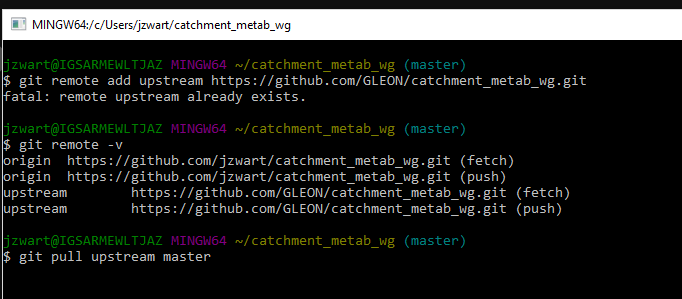 MINGW64:/c/Users/jzwart/catchment_metab_wg
jzwart@IGSARMEWLTJAZ MINGW64 ~/catchment_metab_wg (master)
$ git remote add upstream https://github.com/GLEON/catchment_metab_wg.git
fatal: remote upstream already exists.
jzwart@IGSARMEWLTJAZ MINGW64 ~/catchment_metab_wg (master)
$ git remote -v
origin  https://github.com/jzwart/catchment_metab_wg.git (fetch)
origin  https://github.com/jzwart/catchment_metab_wg.git (push)
upstream        https://github.com/GLEON/catchment_metab_wg.git (fetch)
upstream        https://github.com/GLEON/catchment_metab_wg.git (push)
jzwart@IGSARMEWLTJAZ MINGW64 ~/catchment_metab_wg (master)
$ git pull upstream master